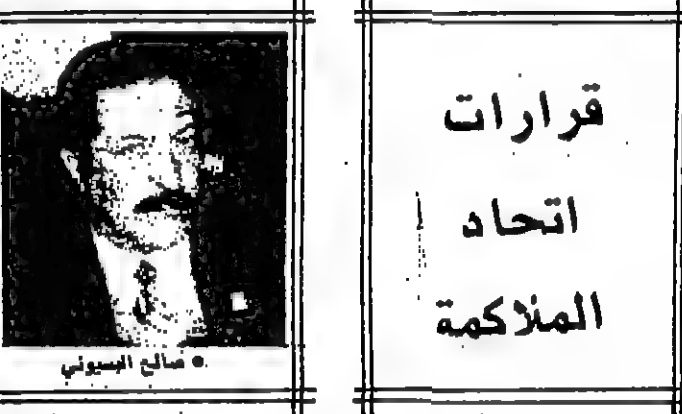 قرارات
اتحاد
الملاكمة
• صالح البسيوني